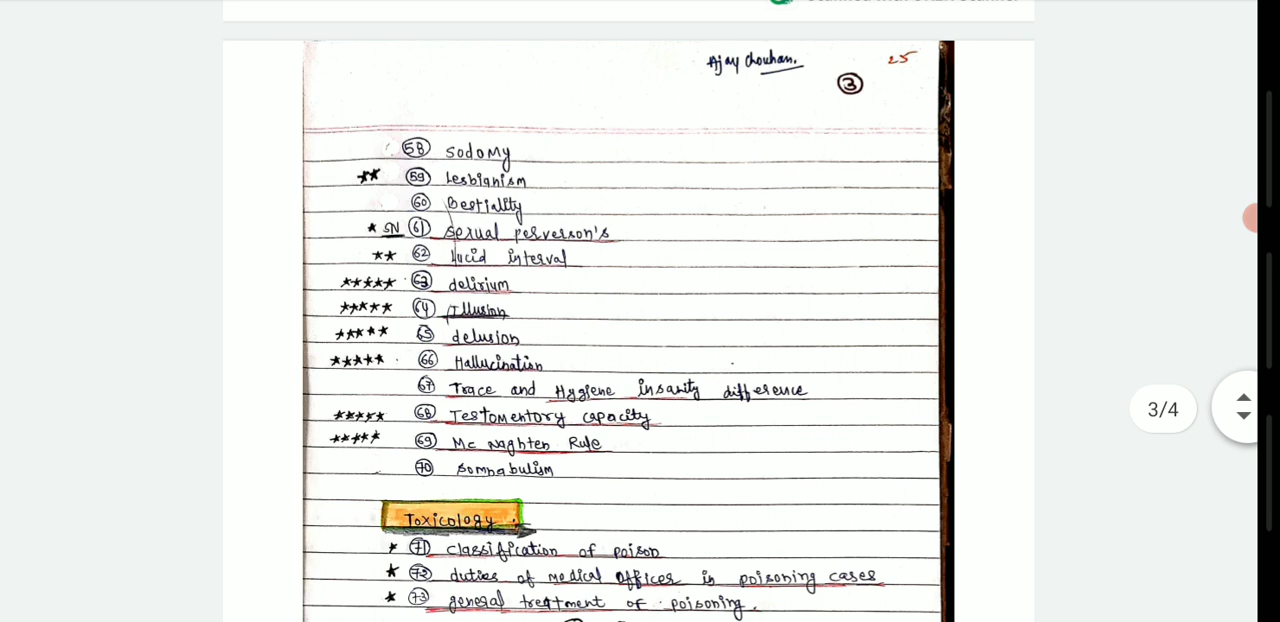 Ajay Chouhan.
25
3
58 Sodomy
** 59 Lesbianism
60 Bestiality
* SN 61 Sexual perverson's
** 62 Lucid interval
***** 63 delirium
***** 64 Illusion
***** 65 delusion
***** 66 Hallucination
67 Trace and Hygiene insanity difference
***** 68 Testomentory capacity
***** 69 Mc Naghten Rule
70 Somnabulism
Toxicology :
* 71 classification of poison
* 72 duties of medical officer in poisoning cases
* 73 general treatment of poisoning.
3/4